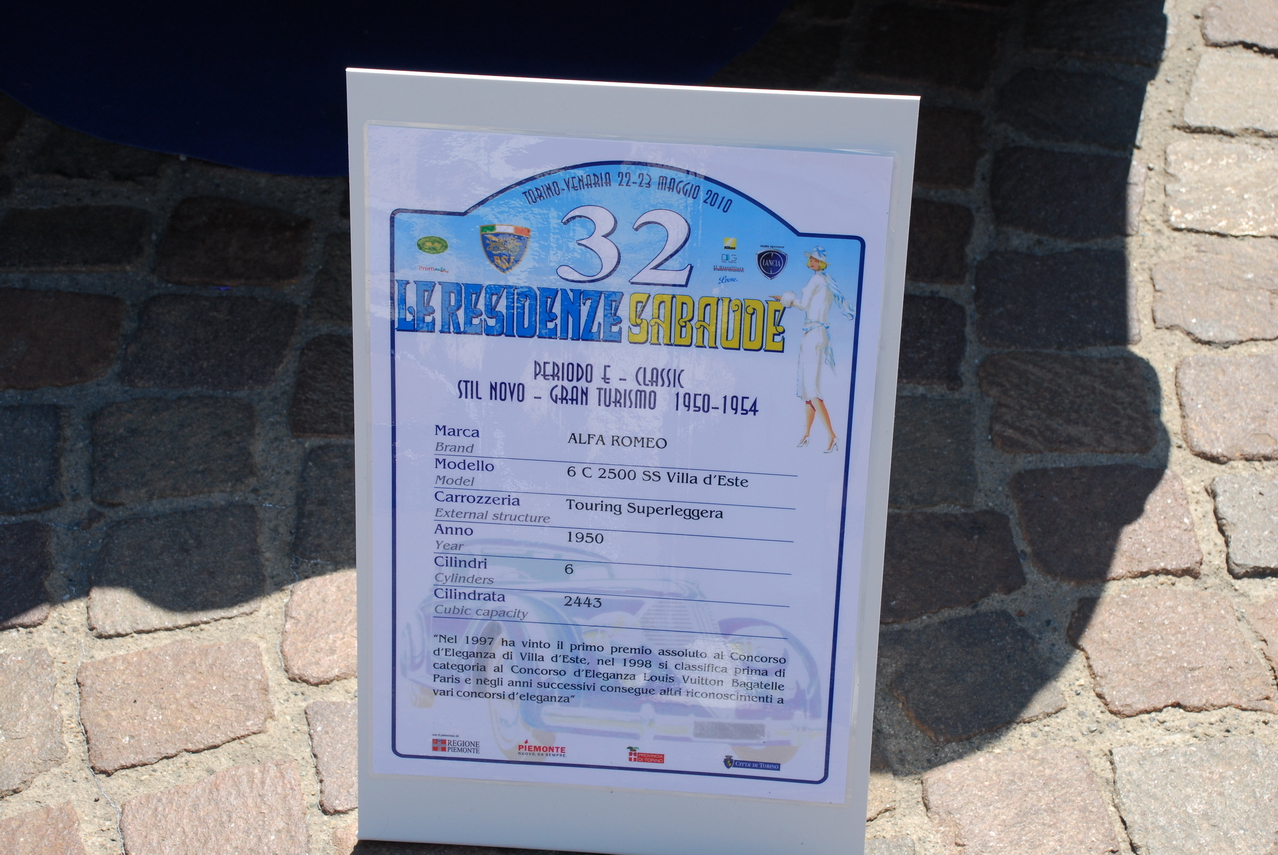 TORINO-VENARIA 22-23 MAGGIO 2010
32
ASI
LANCIA
LE RESIDENZE SABAUDE
PERIODO E - CLASSIC
STIL NOVO - GRAN TURISMO 1950-1954
Marca ALFA ROMEO
Brand
Modello 6 C 2500 SS Villa d'Este
Model
Carrozzeria Touring Superleggera
External structure
Anno 1950
Year
Cilindri 6
Cylinders
Cilindrata 2443
Cubic capacity
"Nel 1997 ha vinto il primo premio assoluto al Concorso
d'Eleganza di Villa d'Este, nel 1998 si classifica prima di
categoria al Concorso d'Eleganza Louis Vuitton Bagatelle
Paris e negli anni successivi consegue altri riconoscimenti a
vari concorsi d'eleganza"
REGIONE
PIEMONTE
PIEMONTE
DI TORINO
CITTÀ DI TORINO